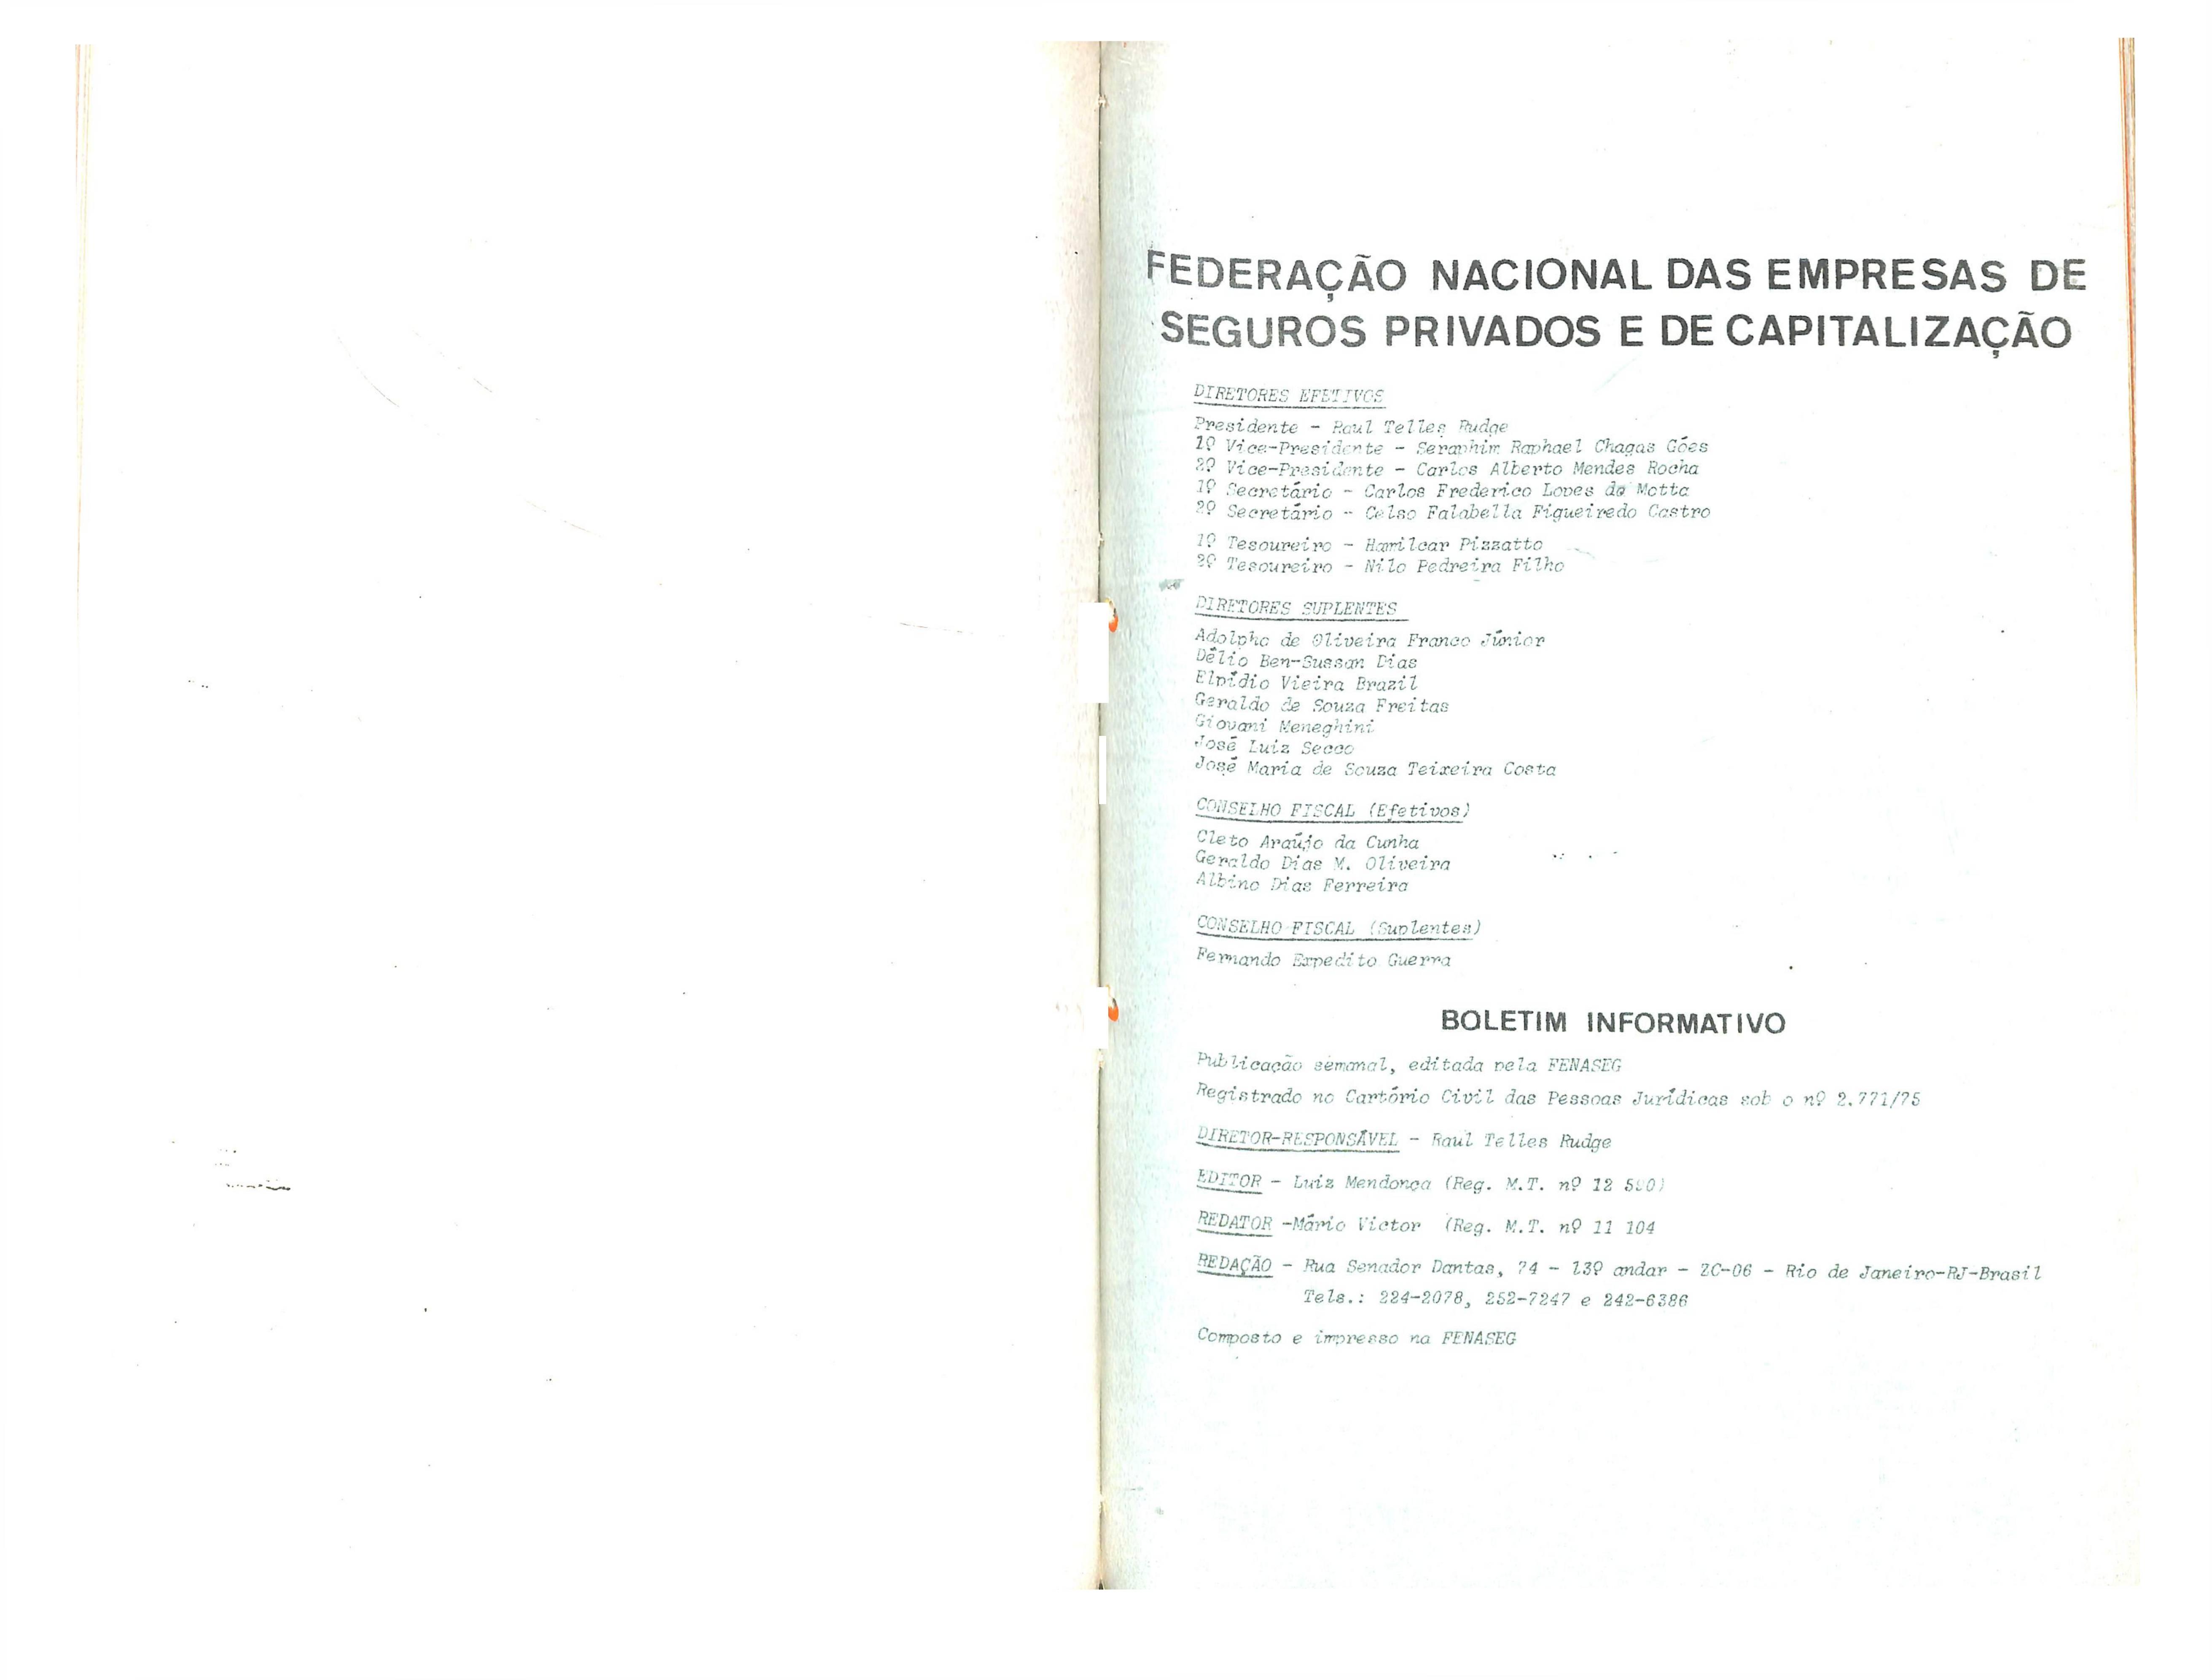 FEDERAÇÃO NACIONAL DAS EMPRESAS DE
SEGUROS PRIVADOS E DE CAPITALIZAÇÃO
DIRETORES EFETIVOS
Presidente - Raul Telles Rudge
1º Vice-Presidente - Seraphim Raphael Chagas Góes
2º Vice-Presidente - Carlos Alberto Mendes Rocha
1º Secretário - Carlos Frederico Lopes da Motta
2º Secretário - Celso Falabella Figueiredo Castro
1º Tesoureiro - Hamilcar Pizzatto
2º Tesoureiro - Nilo Pedreira Filho
DIRETORES SUPLENTES
Adolpho de Oliveira Franco Júnior
Délio Ben-Sussan Dias
Elpídio Vieira Brazil
Geraldo de Souza Freitas
Giovani Meneghini
José Luiz Secco
José Maria de Souza Teixeira Costa
CONSELHO FISCAL (Efetivos)
Cleto Araújo da Cunha
Geraldo Dias M. Oliveira
Albino Dias Ferreira
CONSELHO FISCAL (Suplentes)
Fernando Expedito Guerra
BOLETIM INFORMATIVO
Publicação semanal, editada pela FENASEG
Registrado no Cartório Civil das Pessoas Jurídicas sob o nº 2.771/75
DIRETOR-RESPONSÁVEL - Raul Telles Rudge
EDITOR - Luiz Mendonça (Reg. M.T. nº 12
REDATOR -Mário Victor (Reg. M.T. nº 11 104
REDAÇÃO - Rua Senador Dantas, 74 - 13º andar - ZC-06 - Rio de Janeiro-RJ-Brasil
Tels.: 224-2078, 252-7247 e 242-6386
Composto e impresso na FENASEG